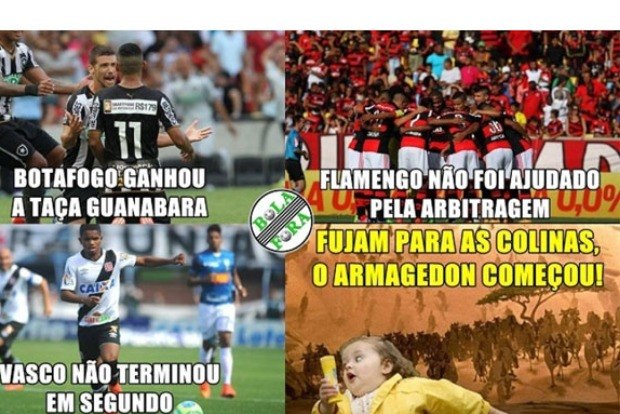 11
R$179
BOTAFOGO GANHOU
A TAÇA GUANABARA
FLAMENGO NÃO FOI AJUDADO
PELA ARBITRAGEM
0,0%
BOLA
FORA
VASCO NÃO TERMINOU
EM SEGUNDO
FUJAM PARA AS COLINAS,
O ARMAGEDON COMEÇOU!